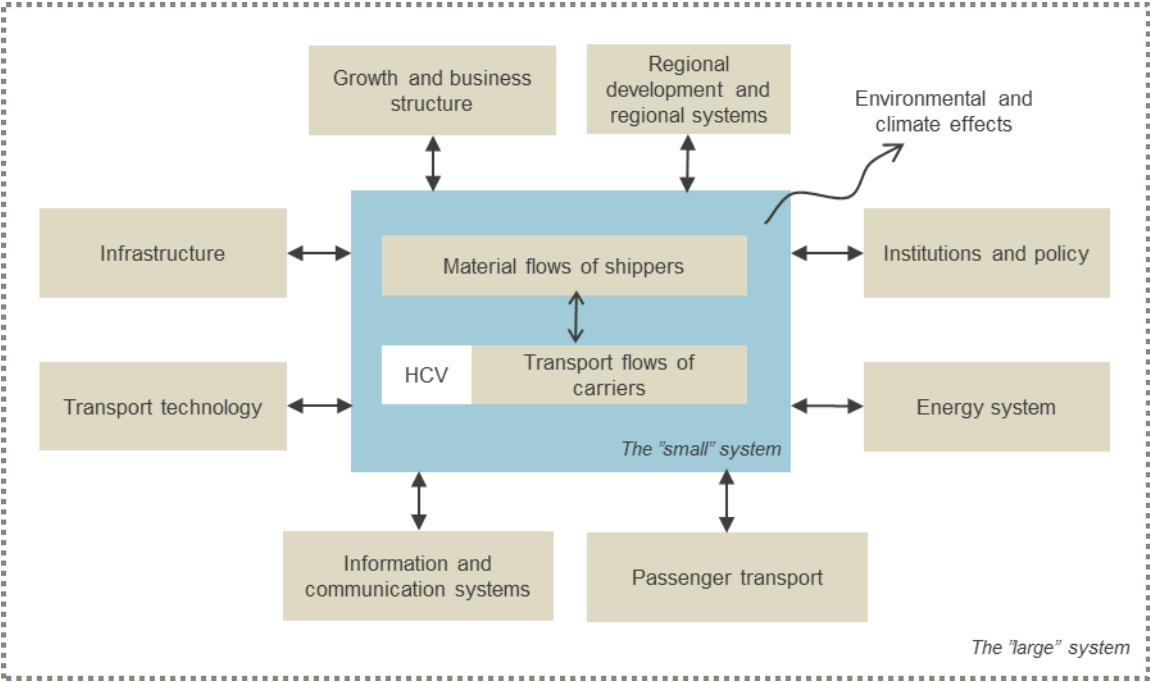 Growth and business
structure
Regional
development and
regional systems
Environmental and
climate effects
Infrastructure
Material flows of shippers
Institutions and policy
HCV
Transport flows of
carriers
Transport technology
Energy system
The ”small” system
Information and
communication systems
Passenger transport
The ”large” system